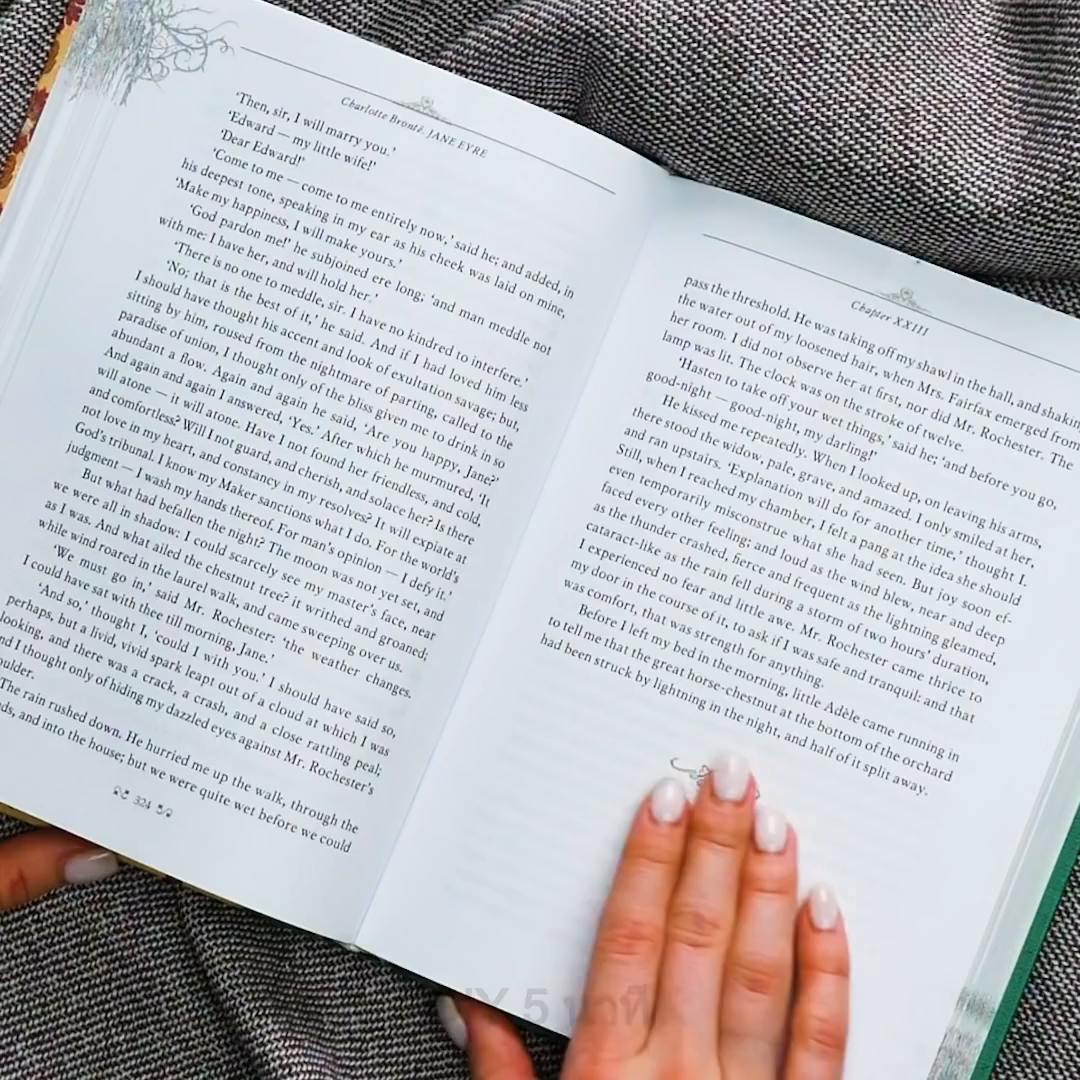 Charlotte Brontë. JANE EYRE
'Then, sir, I will marry you.'
'Edward — my little wife!'
'Dear Edward!'
'Come to me — come to me entirely now,' said he; and added, in
his deepest tone, speaking in my ear as his cheek was laid on mine,
'Make my happiness, I will make yours.'
'God pardon me!' he subjoined ere long; 'and man meddle not
with me: I have her, and will hold her.'
'There is no one to meddle, sir. I have no kindred to interfere.'
'No; that is the best of it,' he said. And if I had loved him less
I should have thought his accent and look of exultation savage; but,
sitting by him, roused from the nightmare of parting, called to the
paradise of union, I thought only of the bliss given me to drink in so
abundant a flow. Again and again he said, 'Are you happy, Jane?'
And again and again I answered, 'Yes.' After which he murmured, 'It
will atone — it will atone. Have I not found her friendless, and cold,
and comfortless? Will I not guard, and cherish, and solace her? Is there
not love in my heart, and constancy in my resolves? It will expiate at
God's tribunal. I know my Maker sanctions what I do. For the world's
judgment — I wash my hands thereof. For man's opinion — I defy it.'
But what had befallen the night? The moon was not yet set, and
we were all in shadow: I could scarcely see my master's face, near
as I was. And what ailed the chestnut tree? it writhed and groaned;
while wind roared in the laurel walk, and came sweeping over us.
'We must go in,' said Mr. Rochester: 'the weather changes.
I could have sat with thee till morning, Jane.'
'And so,' thought I, 'could I with you.' I should have said so,
perhaps, but a livid, vivid spark leapt out of a cloud at which I was
looking, and there was a crack, a crash, and a close rattling peal;
and I thought only of hiding my dazzled eyes against Mr. Rochester's
The rain rushed down. He hurried me up the walk, through the
and into the house; but we were quite wet before we could
324
Chapter XXIII
pass the threshold. He was taking off my shawl in the hall, and
the water out of my loosened hair, when Mrs. Fairfax emerged from
her room. I did not observe her at first, nor did Mr. Rochester. The
lamp was lit. The clock was on the stroke of twelve.
'Hasten to take off your wet things,' said he; 'and before you go,
good-night — good-night, my darling!'
He kissed me repeatedly. When I looked up, on leaving his arms,
there stood the widow, pale, grave, and amazed. I only smiled at her,
and ran upstairs. 'Explanation will do for another time,' thought I.
Still, when I reached my chamber, I felt a pang at the idea she should
even temporarily misconstrue what she had seen. But joy soon ef-
faced every other feeling; and loud as the wind blew, near and deep
as the thunder crashed, fierce and frequent as the lightning gleamed,
cataract-like as the rain fell during a storm of two hours' duration,
I experienced no fear and little awe. Mr. Rochester came thrice to
my door in the course of it, to ask if I was safe and tranquil: and that
was comfort, that was strength for anything.
Before I left my bed in the morning, little Adèle came running in
to tell me that the great horse-chestnut at the bottom of the orchard
had been struck by lightning in the night, and half of it split away.
5 นาที